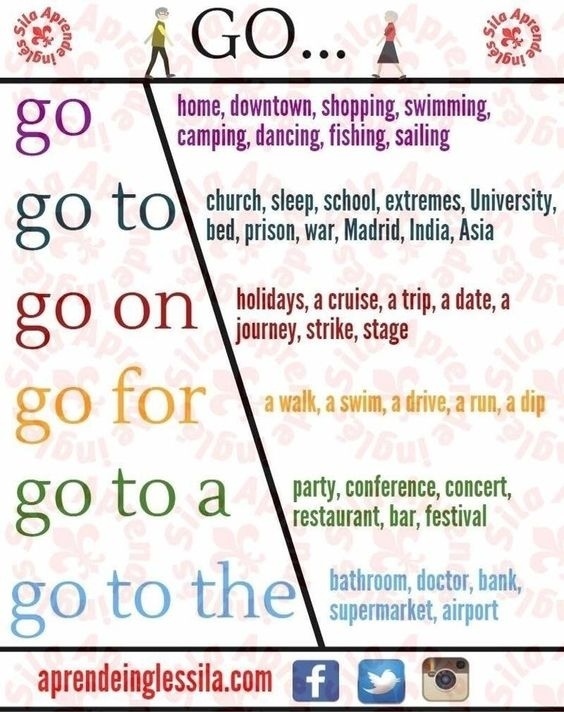 Sila Aprende inglés
GO...
Sila Aprende inglés
go
home, downtown, shopping, swimming,
camping, dancing, fishing, sailing
go to
church, sleep, school, extremes, University,
bed, prison, war, Madrid, India, Asia
go on
holidays, a cruise, a trip, a date, a
journey, strike, stage
go for
a walk, a swim, a drive, a run, a dip
go to a
party, conference, concert,
restaurant, bar, festival
go to the
bathroom, doctor, bank,
supermarket, airport
aprendeinglessila.com